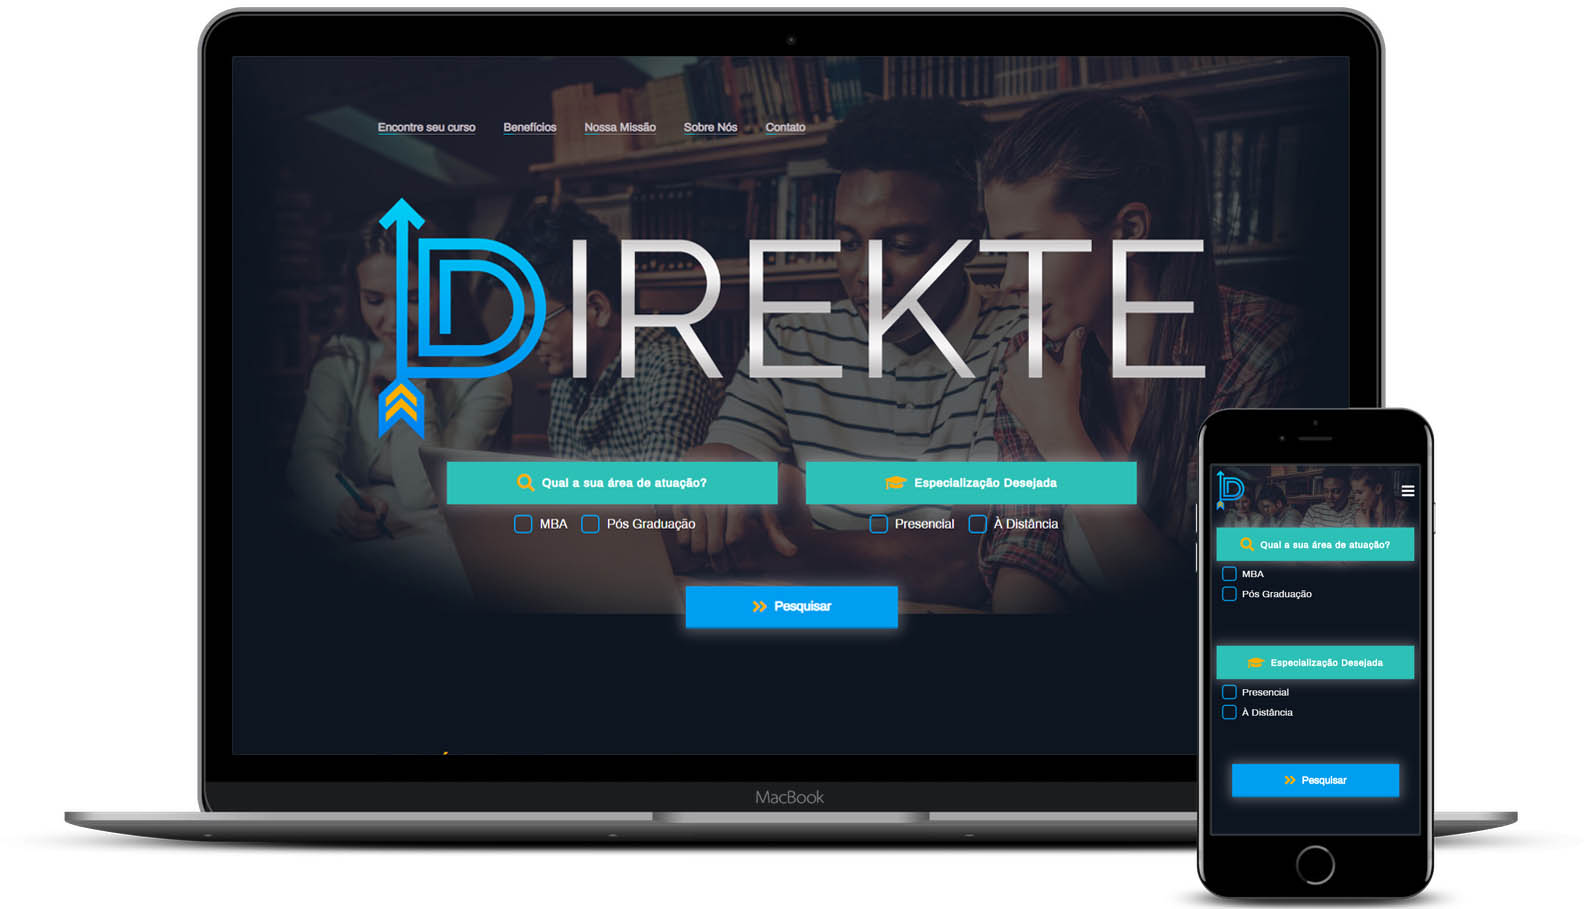 Encontre seu curso Benefícios Nossa Missão Sobre Nós Contato
DIREKTE
Qual a sua área de atuação? Especialização Desejada
MBA Pós Graduação Presencial À Distância
Pesquisar
MacBook
D
Qual a sua área de atuação?
MBA
Pós Graduação
Especialização Desejada
Presencial
À Distância
Pesquisar